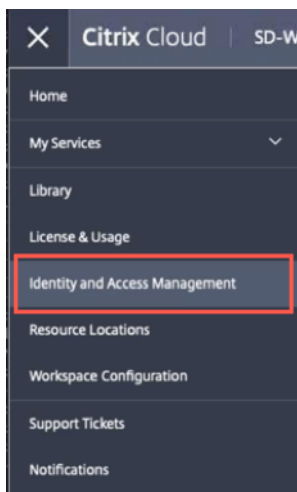 Citrix Cloud SD-W
Home
My Services
Library
License & Usage
Identity and Access Management
Resource Locations
Workspace Configuration
Support Tickets
Notifications